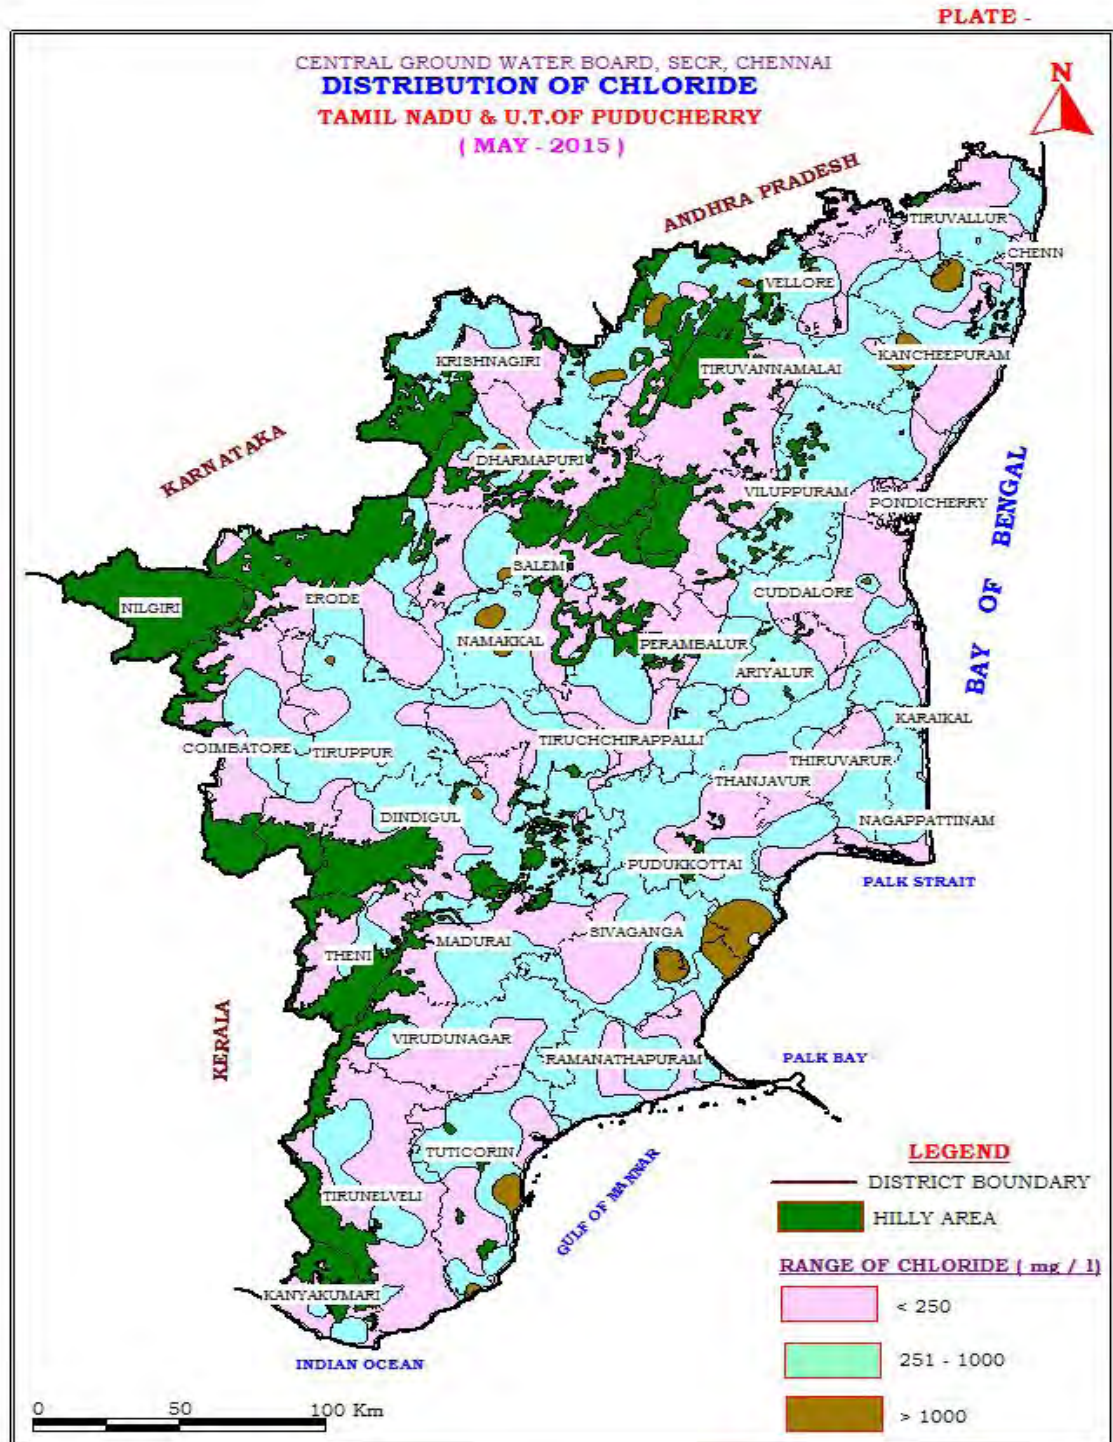 PLATE -
CENTRAL GROUND WATER BOARD, SECR, CHENNAI
DISTRIBUTION OF CHLORIDE
TAMIL NADU & U.T.OF PUDUCHERRY
( MAY - 2015 )
N
ANDHRA PRADESH
TIRUVALLUR
CHENN
VELLORE
KRISHNAGIRI
KANCHEEPURAM
TIRUVANNAMALAI
KARNATAKA
DHARMAPURI
VILUPPURAM
PONDICHERRY
BAY OF BENGAL
SALEM
CUDDALORE
ERODE
NILGIRI
NAMAKKAL
PERAMBALUR
ARIYALUR
KARAIKAL
COIMBATORE
TIRUPPUR
TIRUCHCHIRAPPALLI
THIRUVARUR
THANJAVUR
DINDIGUL
NAGAPPATTINAM
PUDUKKOTTAI
PALK STRAIT
SIVAGANGA
MADURAI
THENI
KERALA
VIRUDUNAGAR
RAMANATHAPURAM
PALK BAY
TUTICORIN
GULF OF MANNAR
TIRUNELVELI
KANYAKUMARI
INDIAN OCEAN
LEGEND
DISTRICT BOUNDARY
HILLY AREA
RANGE OF CHLORIDE ( mg / l)
< 250
251 - 1000
> 1000
0 50 100 Km